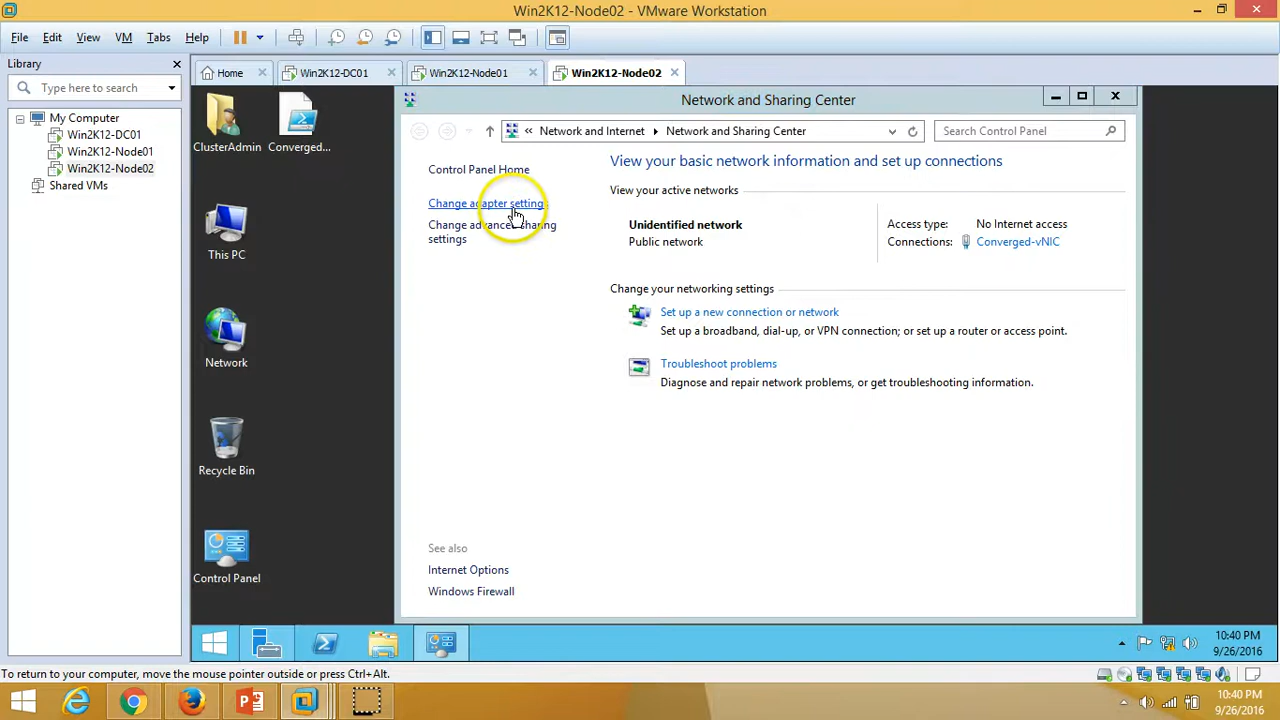 Win2K12-Node02 - VMware Workstation
File Edit View VM Tabs Help
Library
Type here to search
My Computer
Win2K12-DC01
Win2K12-Node01
Win2K12-Node02
Shared VMs
Home Win2K12-DC01 Win2K12-Node01 Win2K12-Node02
ClusterAdmin
Converged...
This PC
Network
Recycle Bin
Control Panel
Network and Sharing Center
« Network and Internet Network and Sharing Center
Search Control Panel
Control Panel Home
Change adapter settings
Change advanced sharing
settings
See also
Internet Options
Windows Firewall
View your basic network information and set up connections
View your active networks
Unidentified network
Public network
Access type: No Internet access
Connections: Converged-vNIC
Change your networking settings
Set up a new connection or network
Set up a broadband, dial-up, or VPN connection; or set up a router or access point.
Troubleshoot problems
Diagnose and repair network problems, or get troubleshooting information.
10:40 PM
9/26/2016
To return to your computer, move the mouse pointer outside or press Ctrl+Alt.
10:40 PM
9/26/2016